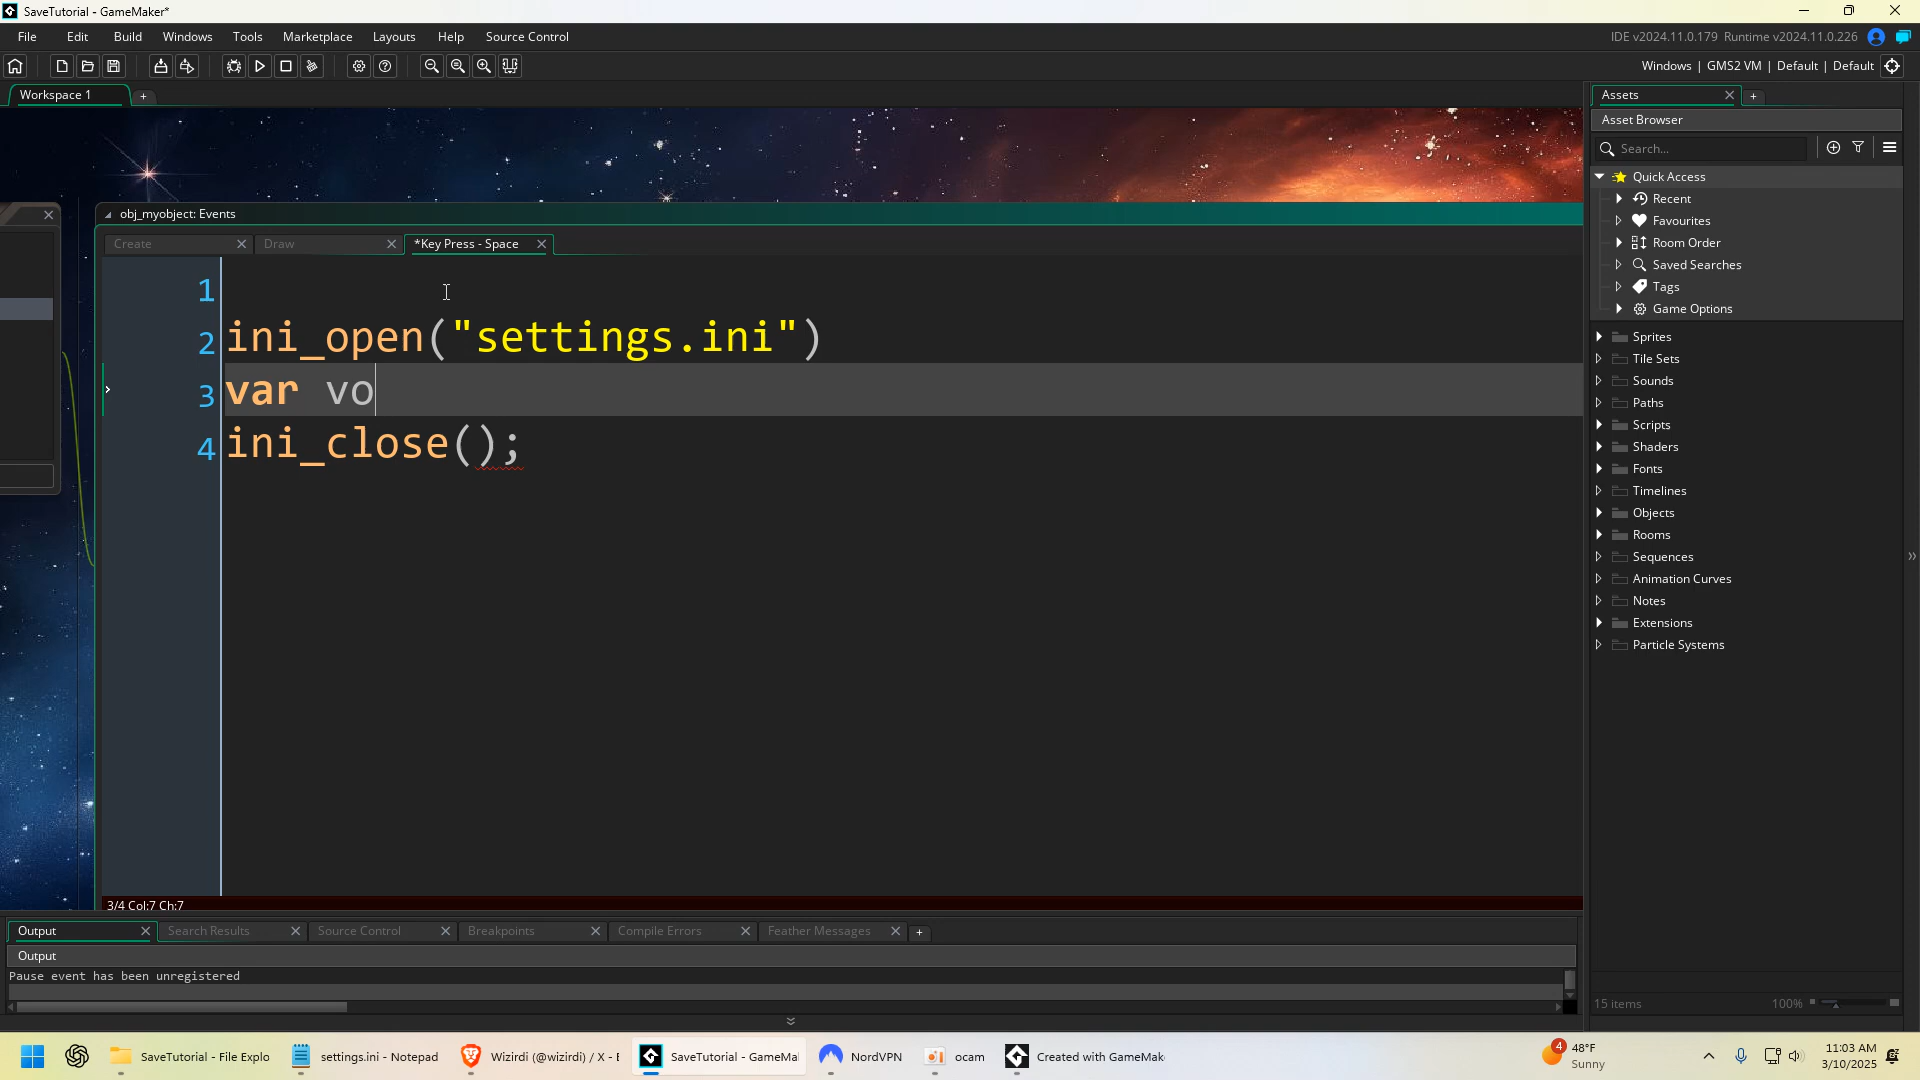 SaveTutorial - GameMaker*
File Edit Build Windows Tools Marketplace Layouts Help Source Control
IDE v2024.11.0.179 Runtime v2024.11.0.226
Windows | GMS2 VM | Default | Default
Workspace 1
Assets
Asset Browser
Search...
Quick Access
Recent
Favourites
Room Order
Saved Searches
Tags
Game Options
Sprites
Tile Sets
Sounds
Paths
Scripts
Shaders
Fonts
Timelines
Objects
Rooms
Sequences
Animation Curves
Notes
Extensions
Particle Systems
15 items 100%
obj_myobject: Events
Create Draw *Key Press - Space
1
2 ini_open("settings.ini")
3 var vo
4 ini_close();
3/4 Col:7 Ch:7
Output Search Results Source Control Breakpoints Compile Errors Feather Messages
Output
Pause event has been unregistered
SaveTutorial - File Explo
settings.ini - Notepad
Wizirdi (@wizirdi) / X - E
SaveTutorial - GameMal
NordVPN
ocam
Created with GameMak
4
48°F
Sunny
11:03 AM
3/10/2025